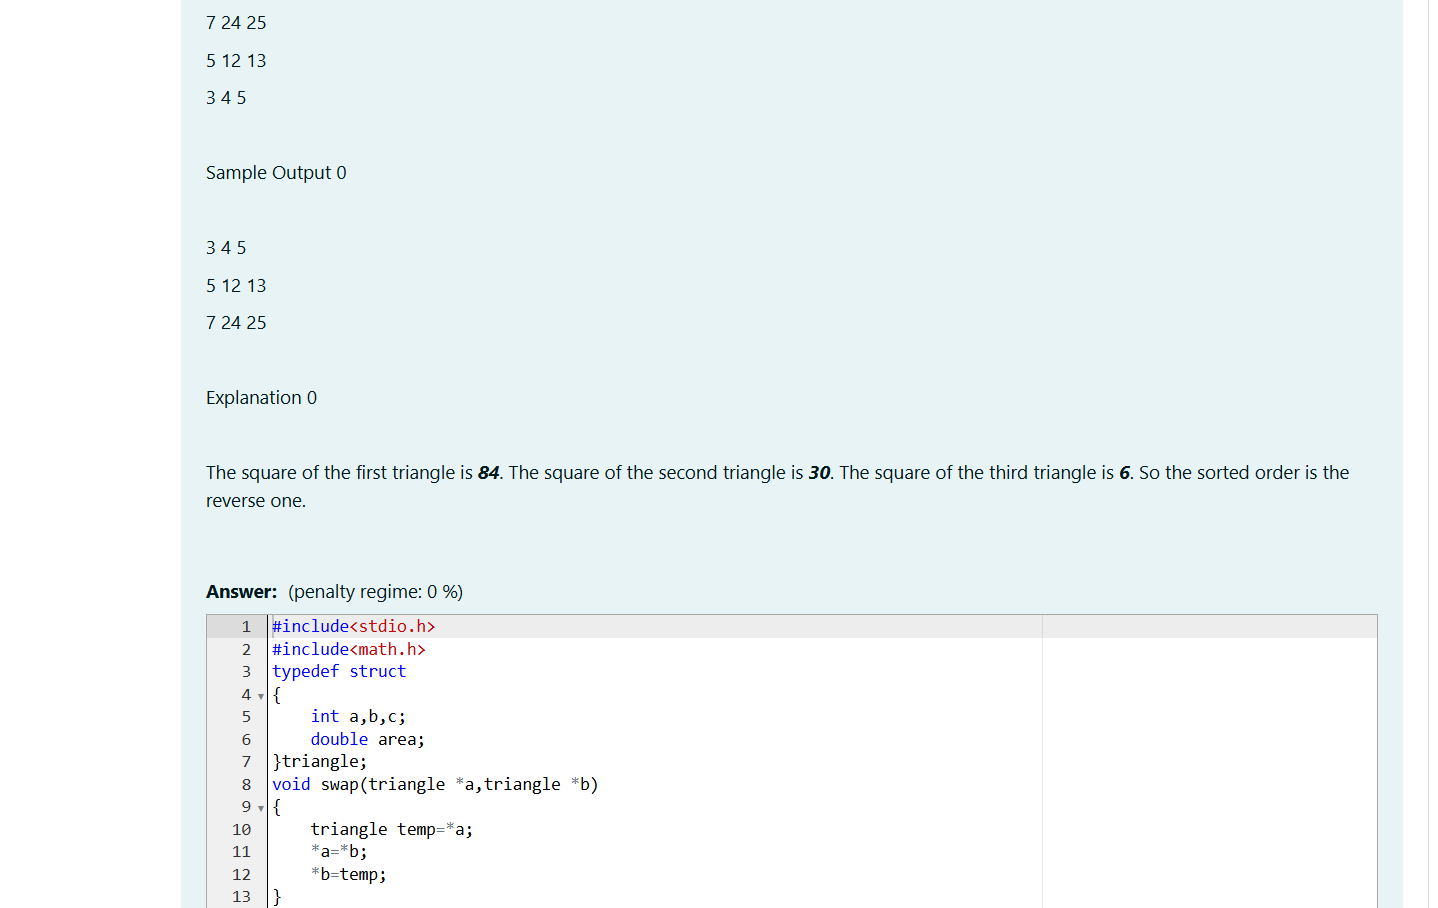 7 24 25
5 12 13
3 4 5
Sample Output 0
3 4 5
5 12 13
7 24 25
Explanation 0
The square of the first triangle is 84. The square of the second triangle is 30. The square of the third triangle is 6. So the sorted order is the
reverse one.
Answer: (penalty regime: 0 %)
1 #include<stdio.h>
2 #include<math.h>
3 typedef struct
4 {
5     int a,b,c;
6     double area;
7 }triangle;
8 void swap(triangle *a,triangle *b)
9 {
10     triangle temp=*a;
11     *a=*b;
12     *b=temp;
13 }